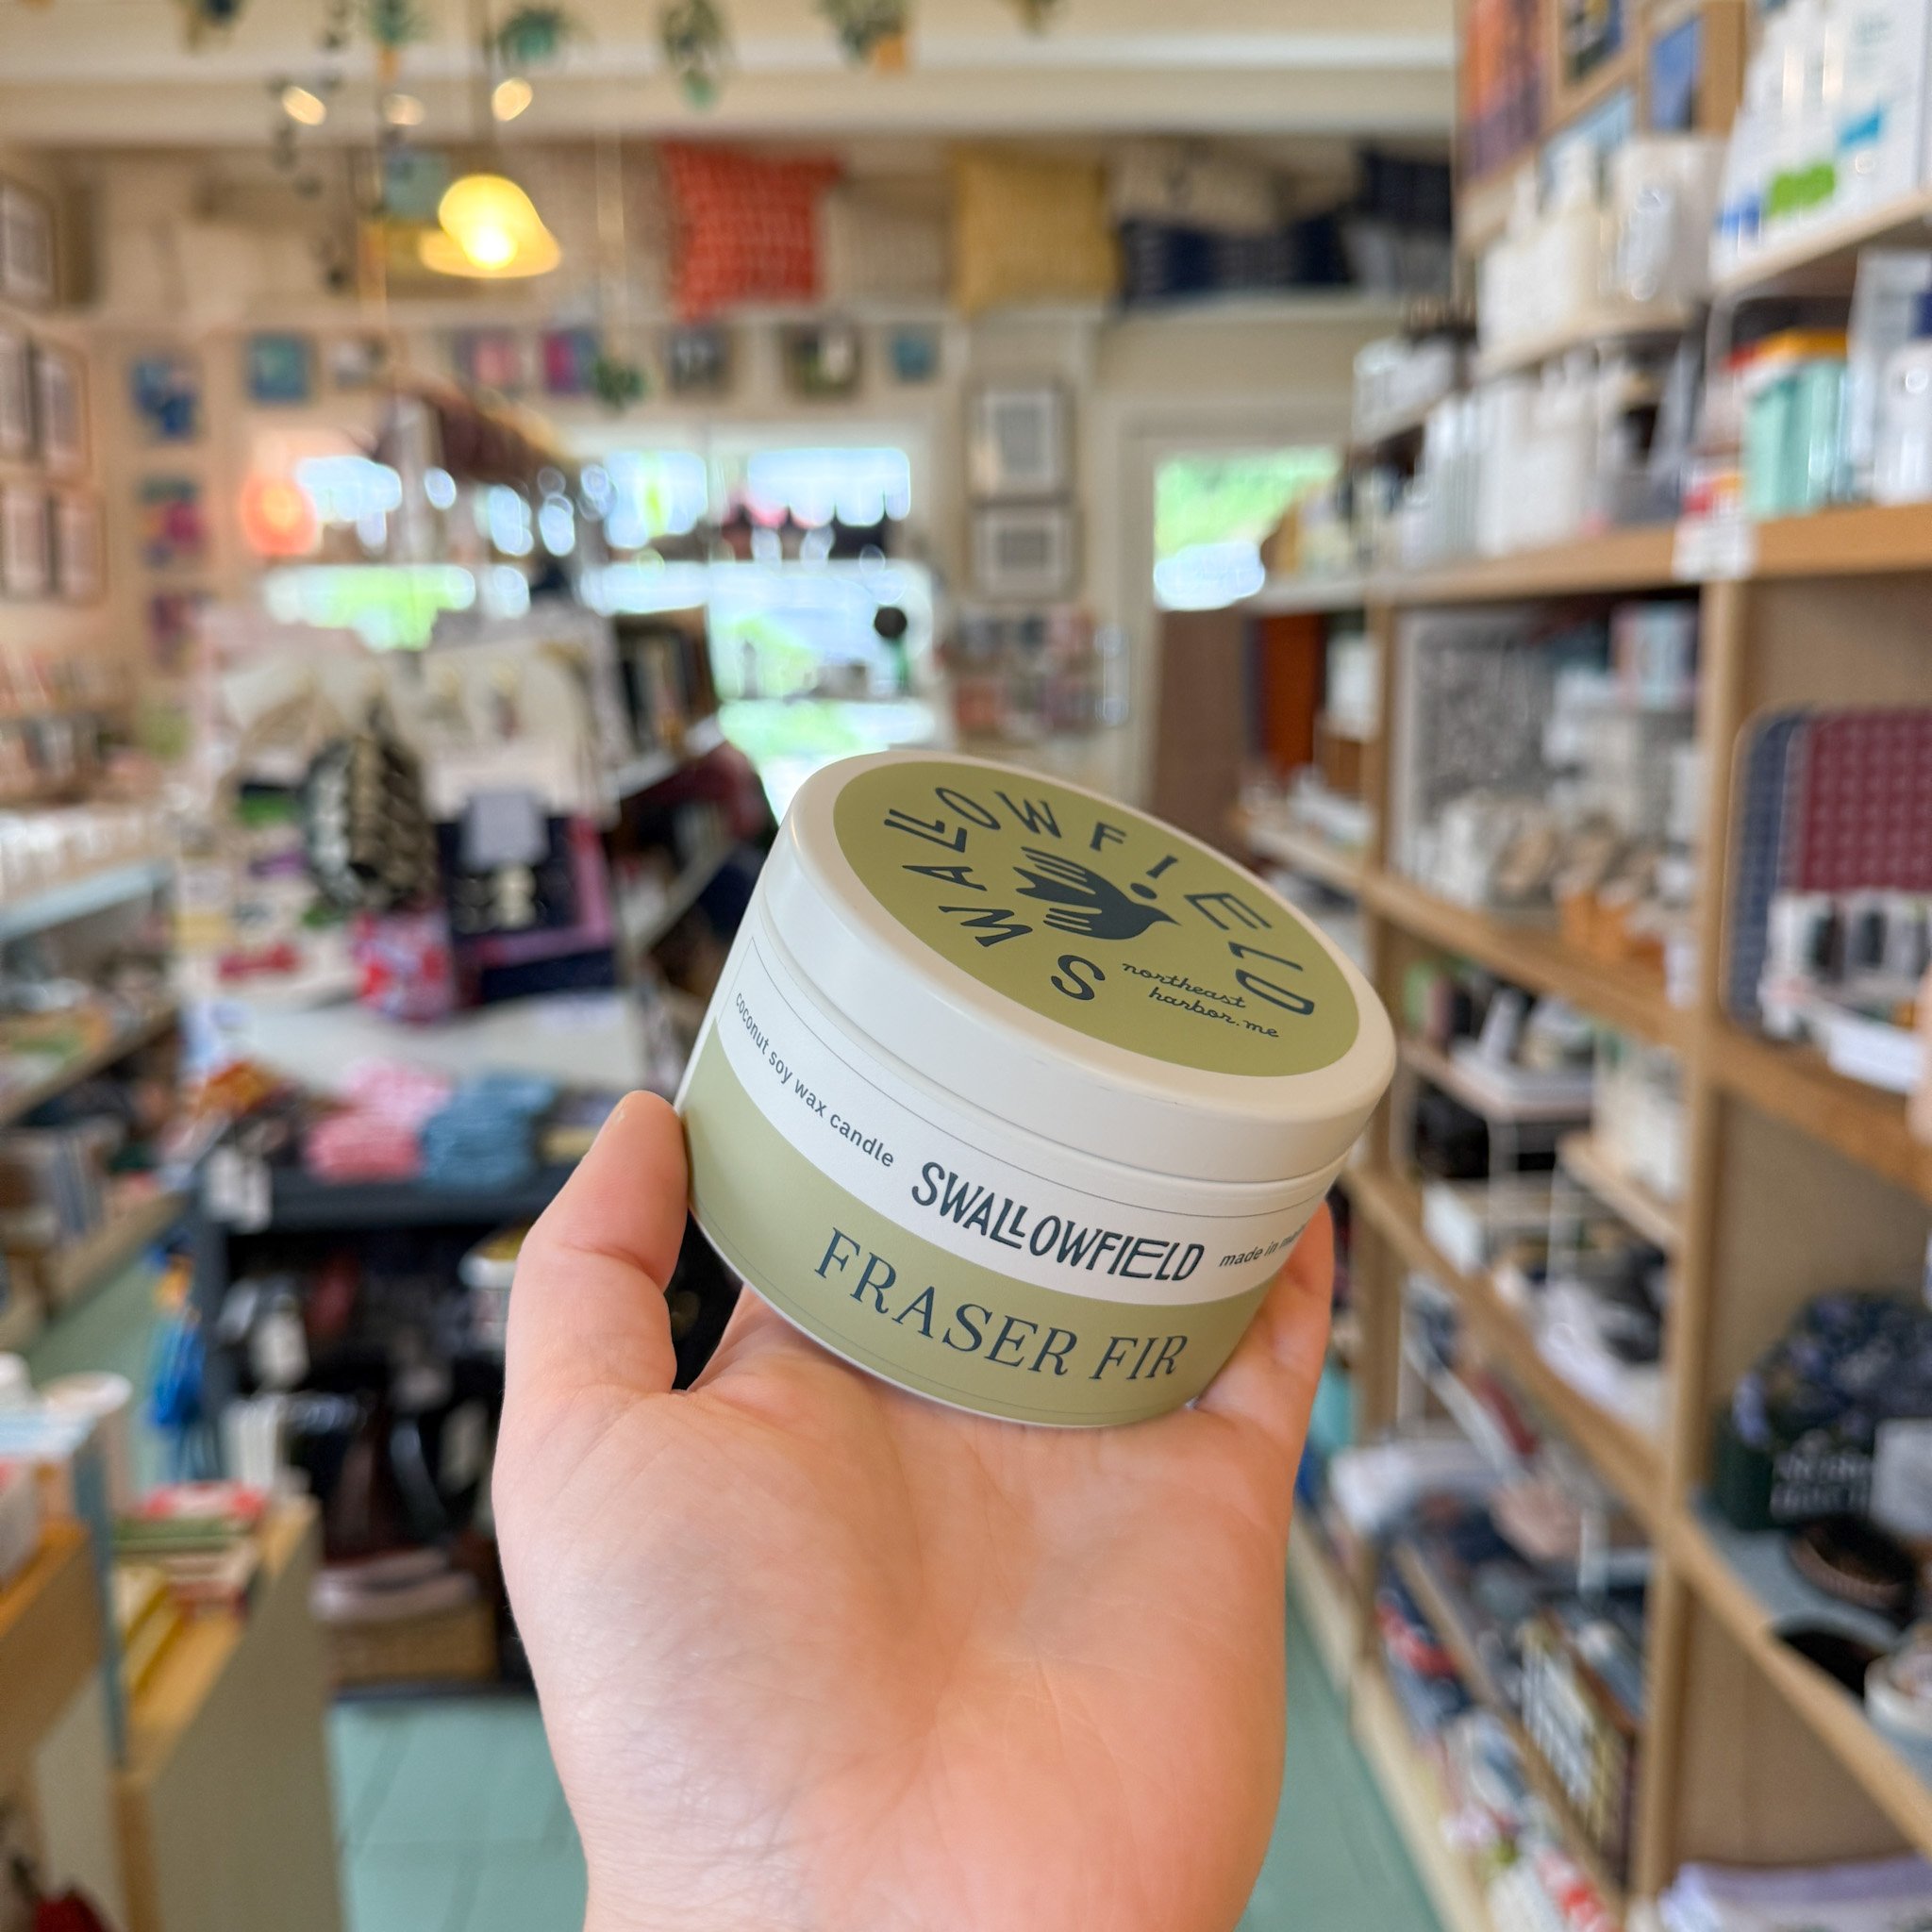 SWALLOWFIELD
northeast
harbor.me
coconut soy wax candle
SWALLOWFIELD
made in
FRASER FIR